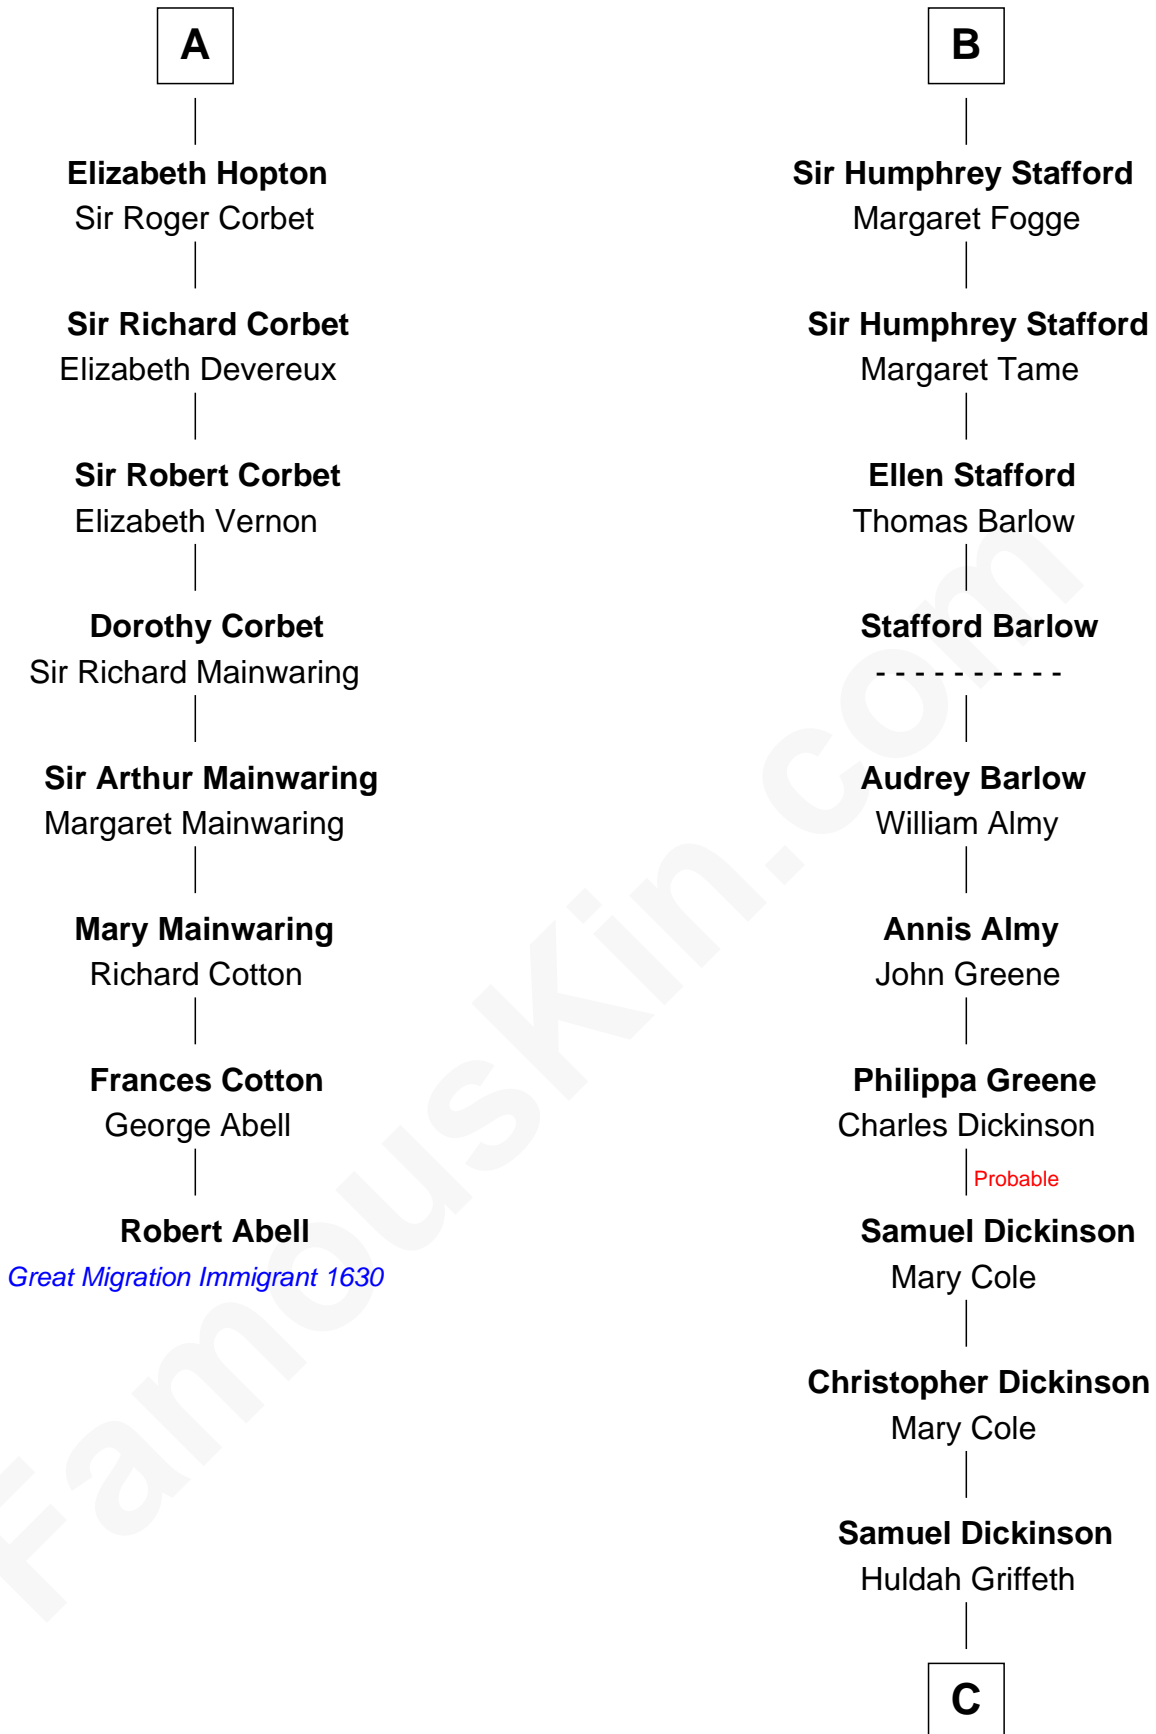 A
Elizabeth Hopton
Sir Roger Corbet
Sir Richard Corbet
Elizabeth Devereux
Sir Robert Corbet
Elizabeth Vernon
Dorothy Corbet
Sir Richard Mainwaring
Sir Arthur Mainwaring
Margaret Mainwaring
Mary Mainwaring
Richard Cotton
Frances Cotton
George Abell
Robert Abell
Great Migration Immigrant 1630
B
Sir Humphrey Stafford
Margaret Fogge
Sir Humphrey Stafford
Margaret Tame
Ellen Stafford
Thomas Barlow
Stafford Barlow
- - - - - - - - - -
Audrey Barlow
William Almy
Annis Almy
John Greene
Philippa Greene
Charles Dickinson
Probable
Samuel Dickinson
Mary Cole
Christopher Dickinson
Mary Cole
Samuel Dickinson
Huldah Griffeth
C
FamousKin.com